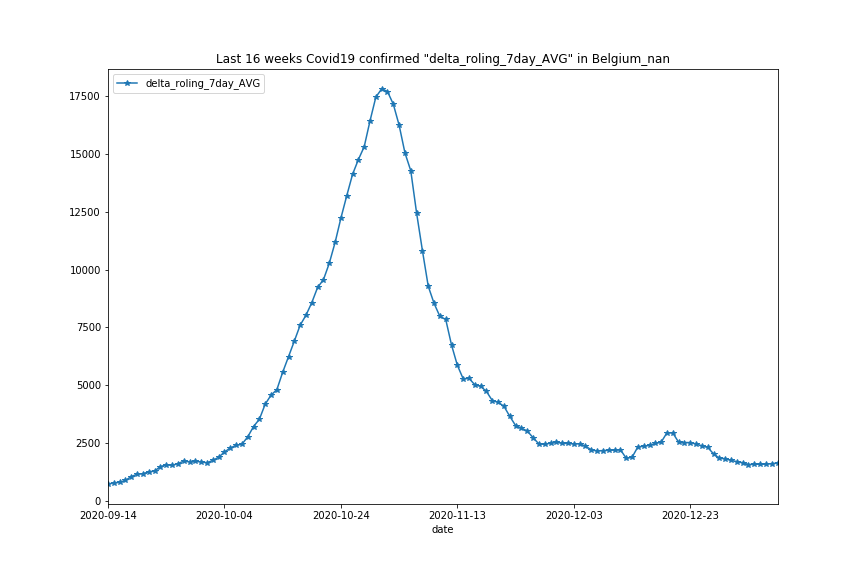 Last 16 weeks Covid19 confirmed "delta_roling_7day_AVG" in Belgium_nan
delta_roling_7day_AVG
17500
15000
12500
10000
7500
5000
2500
0
2020-09-14 2020-10-04 2020-10-24 2020-11-13 2020-12-03 2020-12-23
date